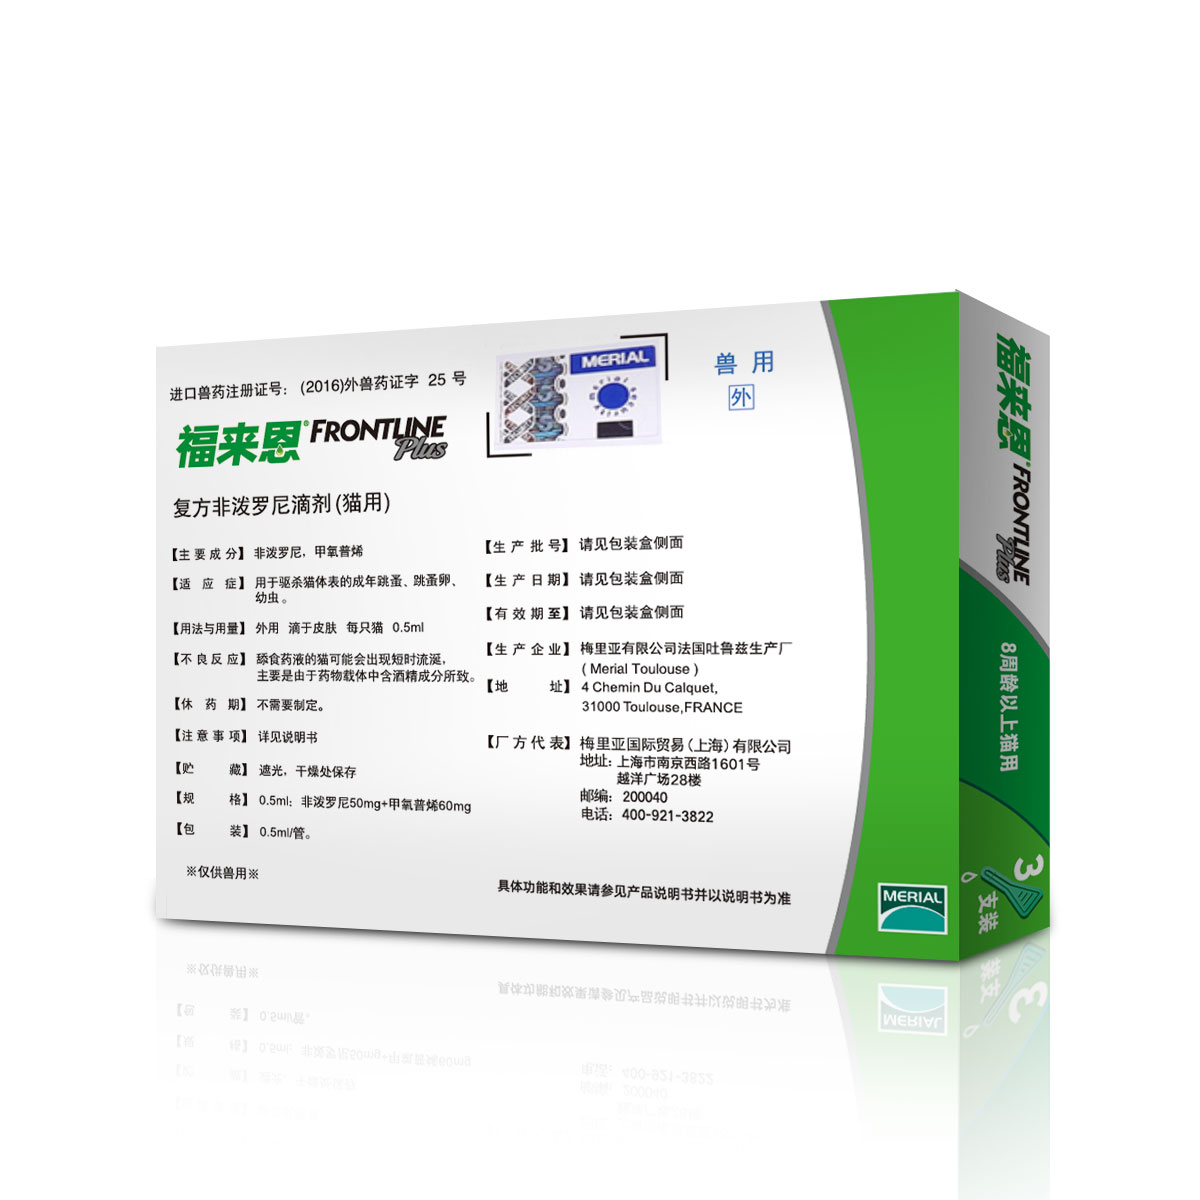 进口兽药注册证号： (2016)外兽药证字 25 号
福来恩® FRONTLINE
Plus
复方非泼罗尼滴剂(猫用)
【主要成分】 非泼罗尼，甲氧普烯
【适 应 症】 用于驱杀猫体表的成年跳蚤、跳蚤卵、
幼虫。
【用法与用量】 外用 滴于皮肤 每只猫 0.5ml
【不良反应】 舔食药液的猫可能会出现短时流涎，
主要是由于药物载体中含酒精成分所致。
【休 药 期】 不需要制定。
【注意事项】 详见说明书
【贮 藏】 遮光，干燥处保存
【规 格】 0.5ml：非泼罗尼50mg+甲氧普烯60mg
【包 装】 0.5ml/管。
※仅供兽用※
MERIAL
兽 用
外
【生产批号】 请见包装盒侧面
【生产日期】 请见包装盒侧面
【有效期至】 请见包装盒侧面
【生产企业】 梅里亚有限公司法国吐鲁兹生产厂
( Merial Toulouse )
【地 址】 4 Chemin Du Calquet,
31000 Toulouse,FRANCE
【厂方代表】 梅里亚国际贸易(上海)有限公司
地址：上海市南京西路1601号
越洋广场28楼
邮编：200040
电话：400-921-3822
具体功能和效果请参见产品说明书并以说明书为准
MERIAL
福来恩® FRONTLINE
Plus
8周龄以上猫用
3
支装